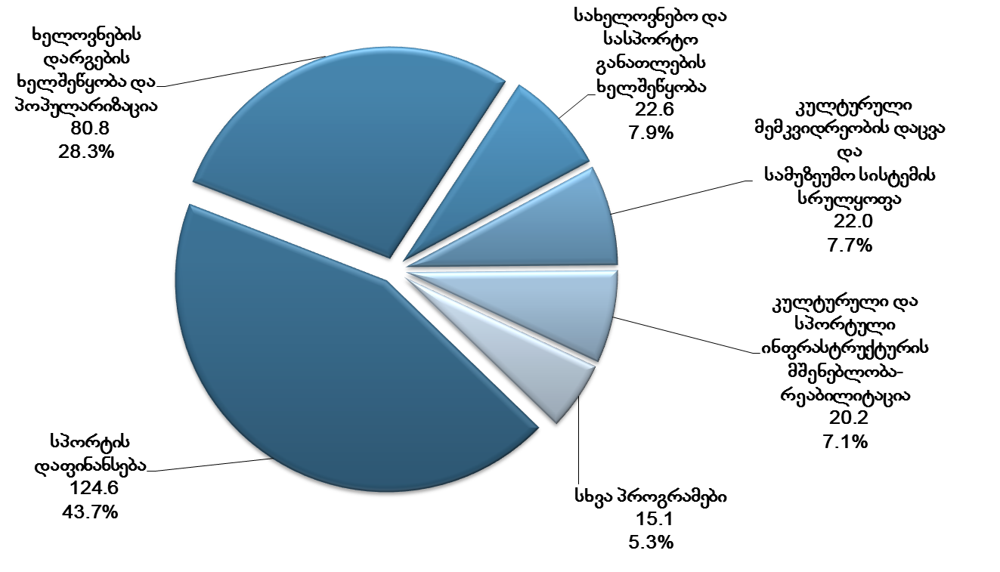 ხელოვნების
დარგების
ხელშეწყობა და
პოპულარიზაცია
80.8
28.3%
სახელოვნებო და
სასპორტო
განათლების
ხელშეწყობა
22.6
7.9%
კულტურული
მემკვიდრეობის დაცვა
და
სამუზეუმო სისტემის
სრულყოფა
22.0
7.7%
კულტურული და
სპორტული
ინფრასტრუქტურის
მშენებლობა-
რეაბილიტაცია
20.2
7.1%
სხვა პროგრამები
15.1
5.3%
სპორტის
დაფინანსება
124.6
43.7%